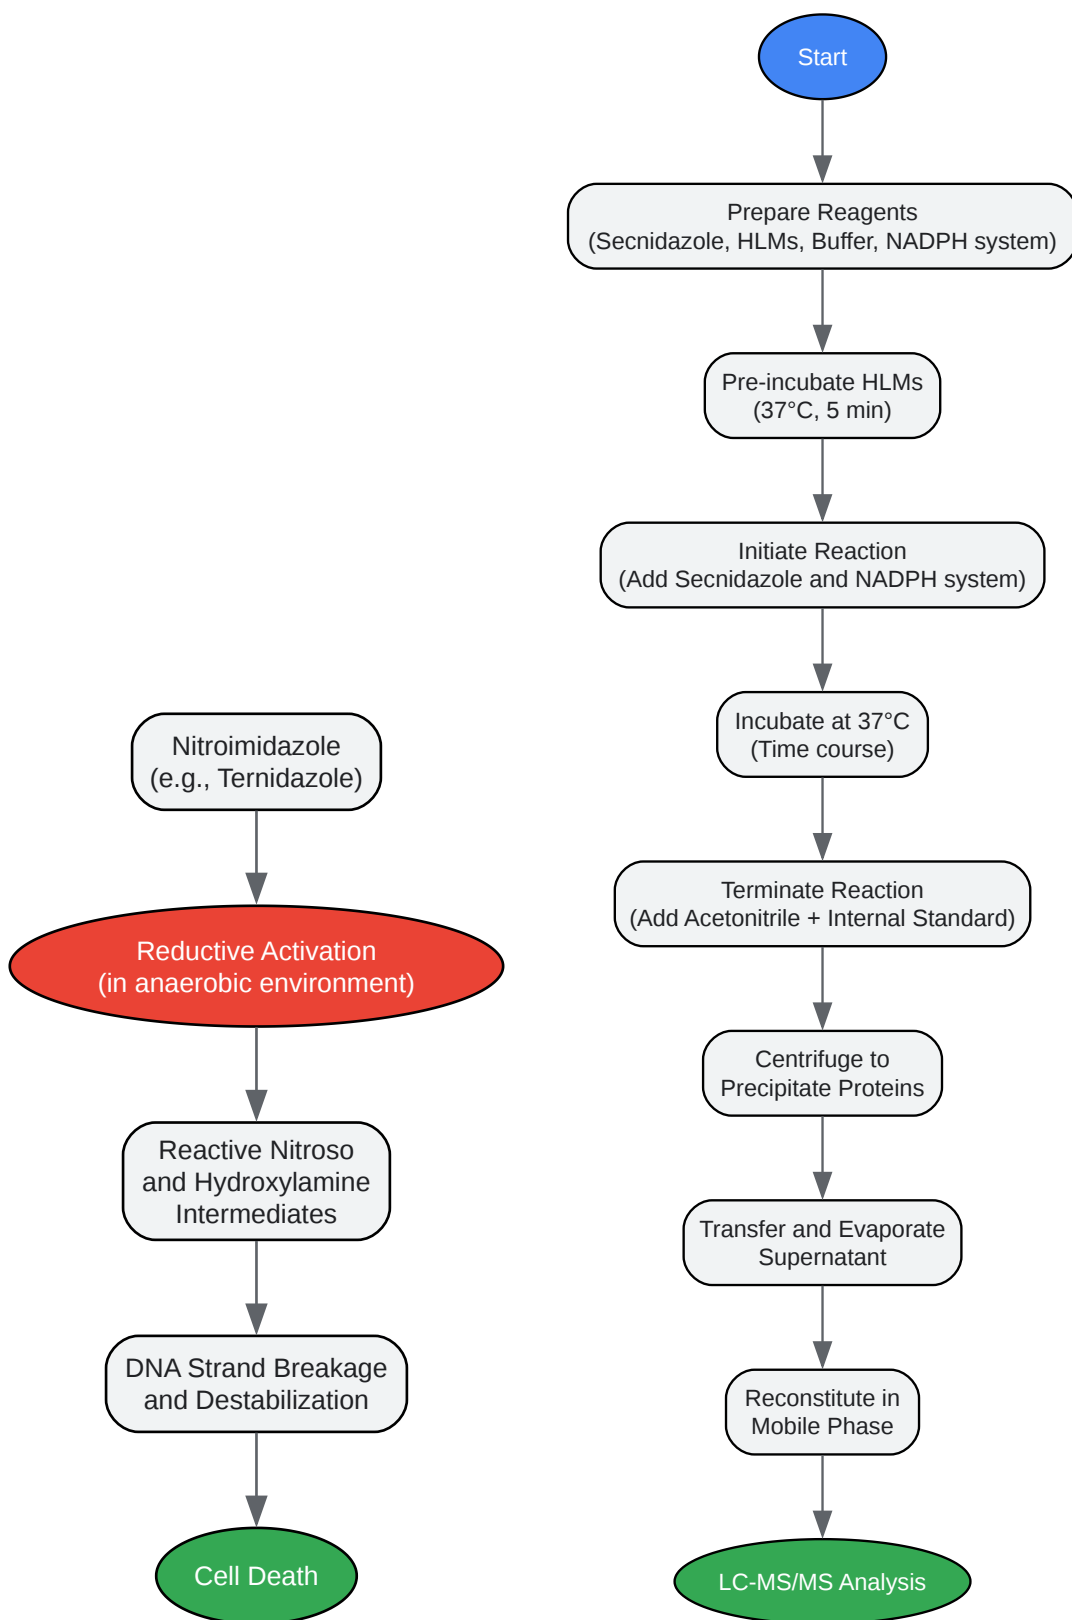 Start
Prepare Reagents
(Secnidazole, HLMs, Buffer, NADPH system)
Pre-incubate HLMs
(37°C, 5 min)
Initiate Reaction
(Add Secnidazole and NADPH system)
Incubate at 37°C
(Time course)
Terminate Reaction
(Add Acetonitrile + Internal Standard)
Centrifuge to
Precipitate Proteins
Transfer and Evaporate
Supernatant
Reconstitute in
Mobile Phase
LC-MS/MS Analysis
Nitroimidazole
(e.g., Ternidazole)
Reductive Activation
(in anaerobic environment)
Reactive Nitroso
and Hydroxylamine
Intermediates
DNA Strand Breakage
and Destabilization
Cell Death